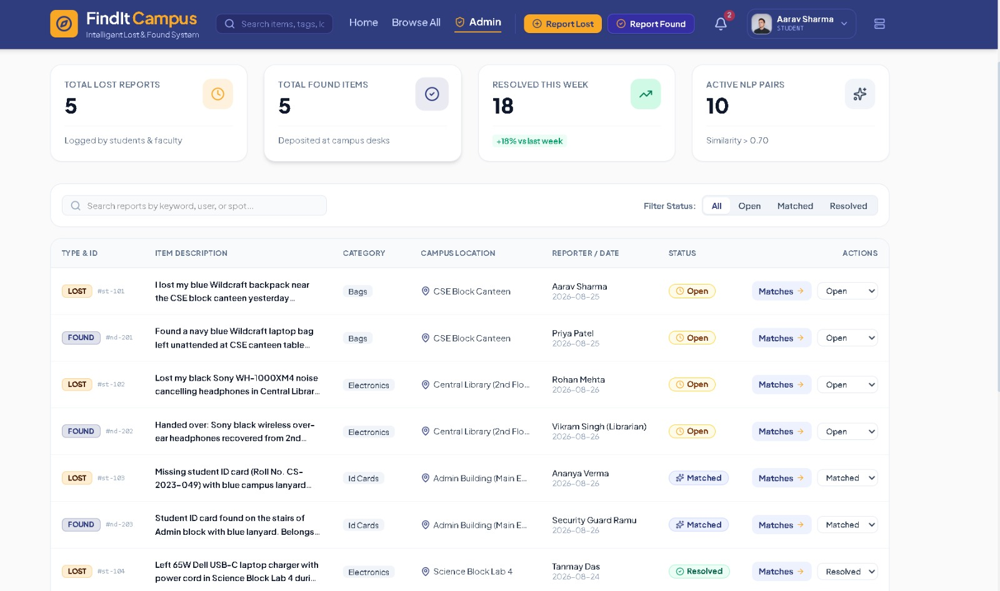 FindIt Campus
Intelligent Lost & Found System
Search items, tags, lc
Home
Browse All
Admin
Report Lost
Report Found
2
Aarav Sharma
STUDENT
TOTAL LOST REPORTS
5
Logged by students & faculty
TOTAL FOUND ITEMS
5
Deposited at campus desks
RESOLVED THIS WEEK
18
+18% vs last week
ACTIVE NLP PAIRS
10
Similarity > 0.70
Search reports by keyword, user, or spot...
Filter Status:
All
Open
Matched
Resolved
TYPE & ID
ITEM DESCRIPTION
CATEGORY
CAMPUS LOCATION
REPORTER / DATE
STATUS
ACTIONS
LOST
#st-101
I lost my blue Wildcraft backpack near
the CSE block canteen yesterday...
Bags
CSE Block Canteen
Aarav Sharma
2026-08-25
Open
Matches →
Open
FOUND
#nd-201
Found a navy blue Wildcraft laptop bag
left unattended at CSE canteen table...
Bags
CSE Block Canteen
Priya Patel
2026-08-25
Open
Matches →
Open
LOST
#st-102
Lost my black Sony WH-1000XM4 noise
cancelling headphones in Central Librar...
Electronics
Central Library (2nd Flo...
Rohan Mehta
2026-08-26
Open
Matches →
Open
FOUND
#nd-202
Handed over: Sony black wireless over-
ear headphones recovered from 2nd...
Electronics
Central Library (2nd Flo...
Vikram Singh (Librarian)
2026-08-26
Open
Matches →
Open
LOST
#st-103
Missing student ID card (Roll No. CS-
2023-049) with blue campus lanyard...
Id Cards
Admin Building (Main E...
Ananya Verma
2026-08-26
Matched
Matches →
Matched
FOUND
#nd-203
Student ID card found on the stairs of
Admin block with blue lanyard. Belongs...
Id Cards
Admin Building (Main E...
Security Guard Ramu
2026-08-26
Matched
Matches →
Matched
LOST
#st-104
Left 65W Dell USB-C laptop charger with
power cord in Science Block Lab 4 duri...
Electronics
Science Block Lab 4
Tanmay Das
2026-08-24
Resolved
Matches →
Resolved